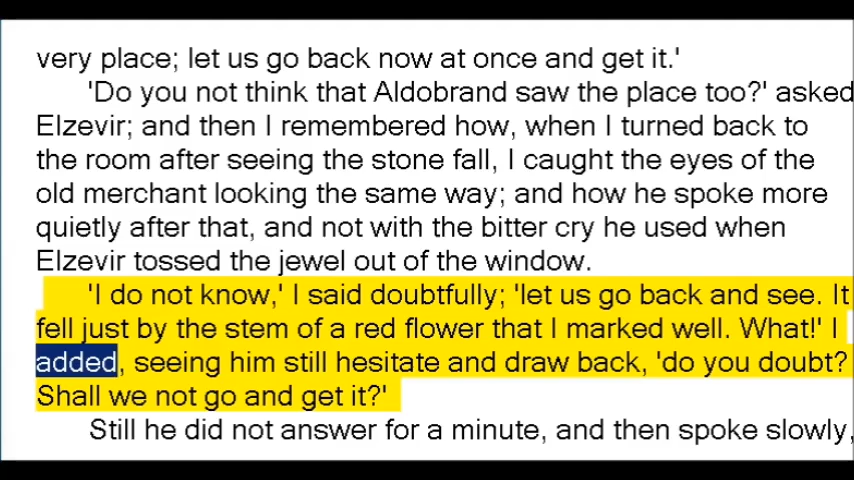 very place; let us go back now at once and get it.'
'Do you not think that Aldobrand saw the place too?' asked
Elzevir; and then I remembered how, when I turned back to
the room after seeing the stone fall, I caught the eyes of the
old merchant looking the same way; and how he spoke more
quietly after that, and not with the bitter cry he used when
Elzevir tossed the jewel out of the window.
'I do not know,' I said doubtfully; 'let us go back and see. It
fell just by the stem of a red flower that I marked well. What!' I
added, seeing him still hesitate and draw back, 'do you doubt?
Shall we not go and get it?'
Still he did not answer for a minute, and then spoke slowly,